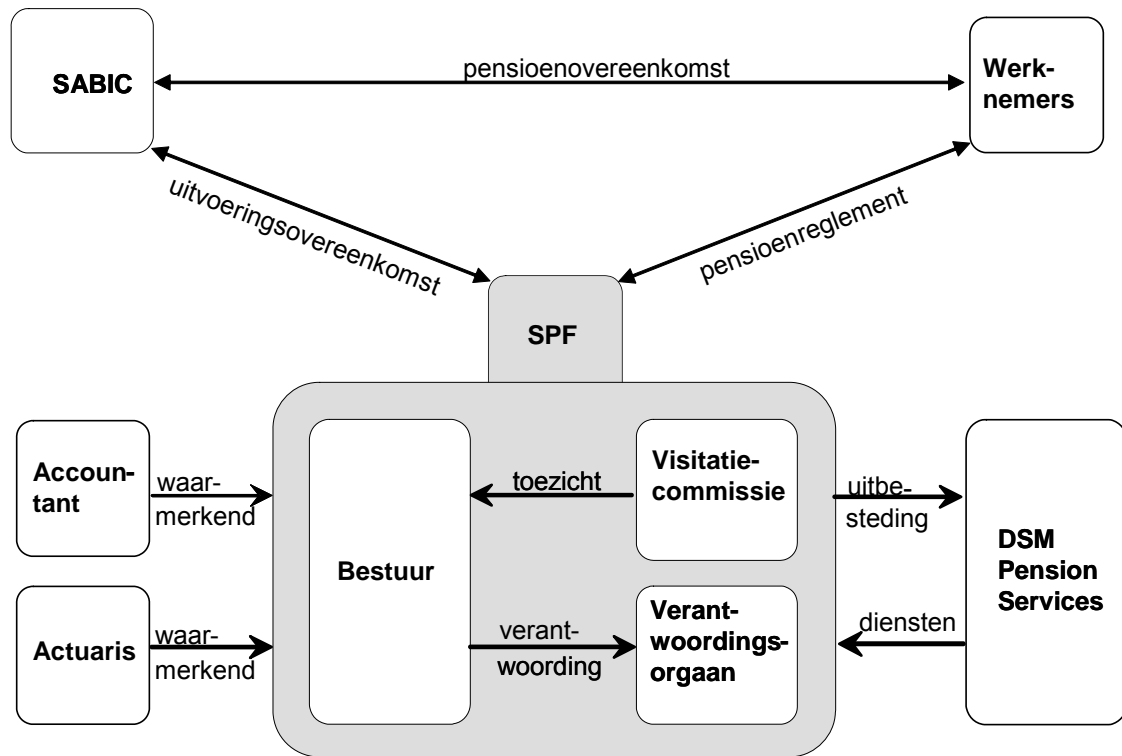 SABIC
pensioenovereenkomst
Werk-
nemers
uitvoeringsovereenkomst
pensioenreglement
SPF
Accoun-
tant
waar-
merkend
Bestuur
toezicht
Visitatie-
commissie
uitbe-
steding
DSM
Pension
Services
Actuaris
waar-
merkend
verant-
woording
Verant-
woordings-
orgaan
diensten